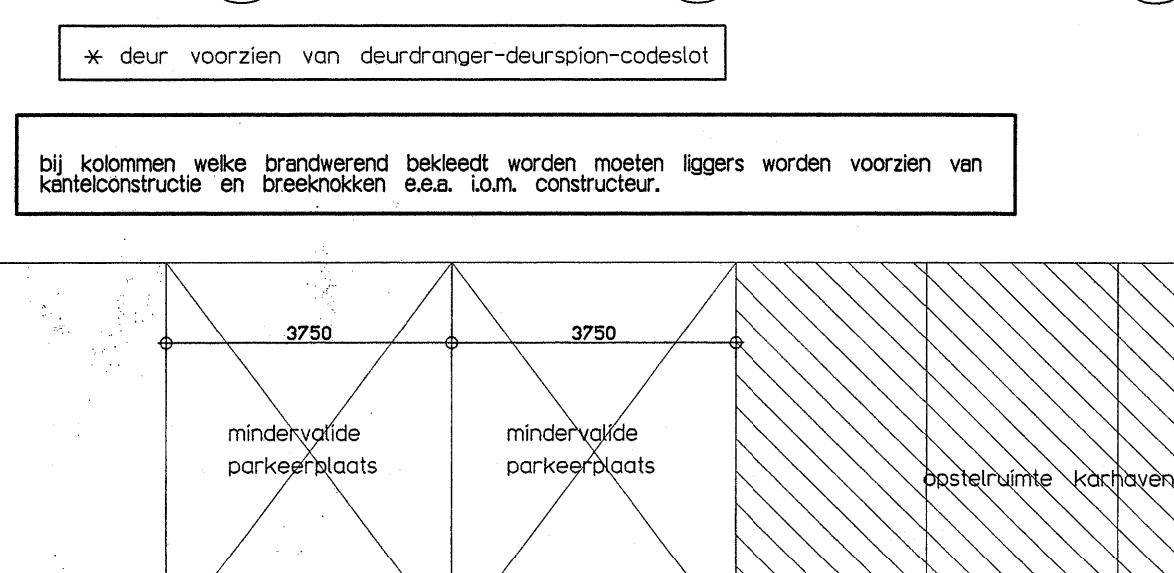 * deur voorzien van deurdranger-deurspion-codeslot
bij kolommen welke brandwerend bekleedt worden moeten liggers worden voorzien van
kantelconstructie en breeknokken e.e.a. i.o.m. constructeur.
3750
3750
mindervalide
parkeerplaats
mindervalide
parkeerplaats
opstelruimte karhaven